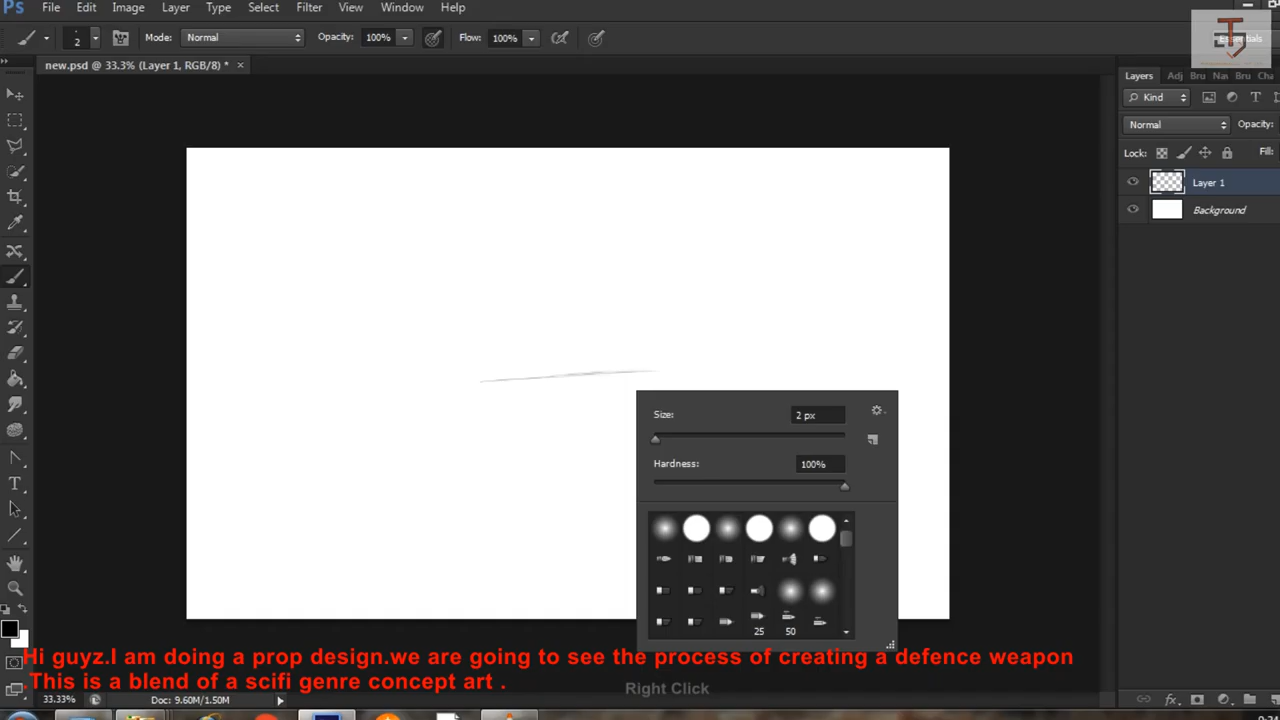 Ps File Edit Image Layer Type Select Filter View Window Help
2 Mode: Normal Opacity: 100% Flow: 100% Essentials
new.psd @ 33.3% (Layer 1, RGB/8) * ×
Layers Adj Bru Nav Bru Cha
Kind T
Normal Opacity:
Lock: Fill:
Layer 1
Background
Size: 2 px
Hardness: 100%
25 50
T
Hi guyz.I am doing a prop design.we are going to see the process of creating a defence weapon
.This is a blend of a scifi genre concept art .
Right Click
33.33% Doc: 9.60M/1.50M
fx